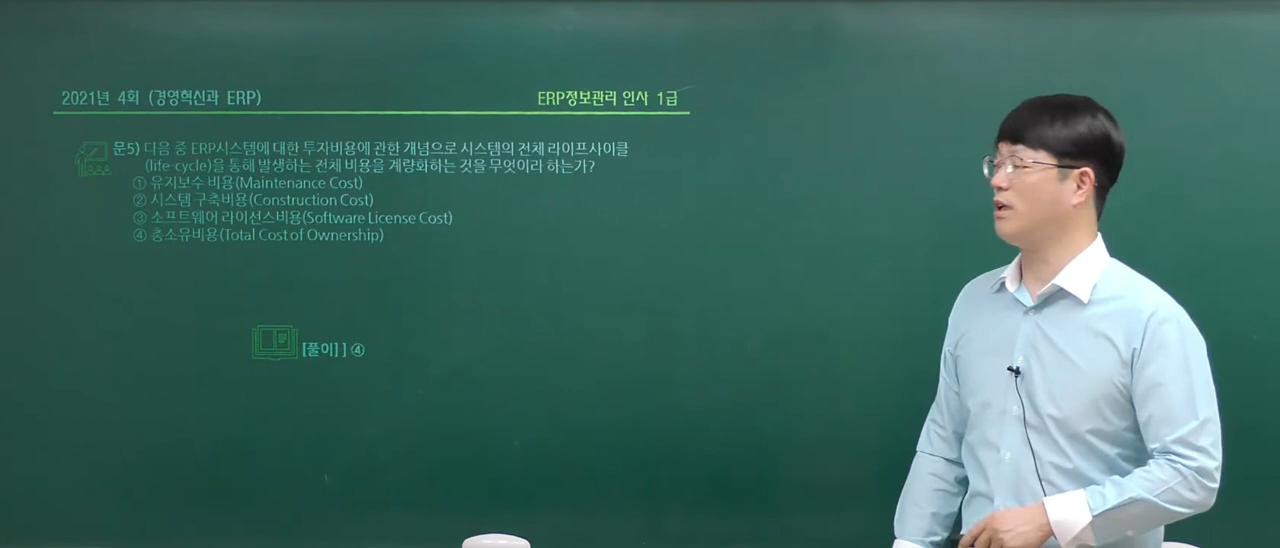 2021년 4회 (경영혁신과 ERP)
ERP정보관리 인사 1급
문5) 다음 중 ERP시스템에 대한 투자비용에 관한 개념으로 시스템의 전체 라이프사이클
(life-cycle)을 통해 발생하는 전체 비용을 계량화하는 것을 무엇이라 하는가?
① 유지보수 비용(Maintenance Cost)
② 시스템 구축비용(Construction Cost)
③ 소프트웨어 라이선스비용(Software License Cost)
④ 총소유비용(Total Cost of Ownership)
[풀이] ] ④